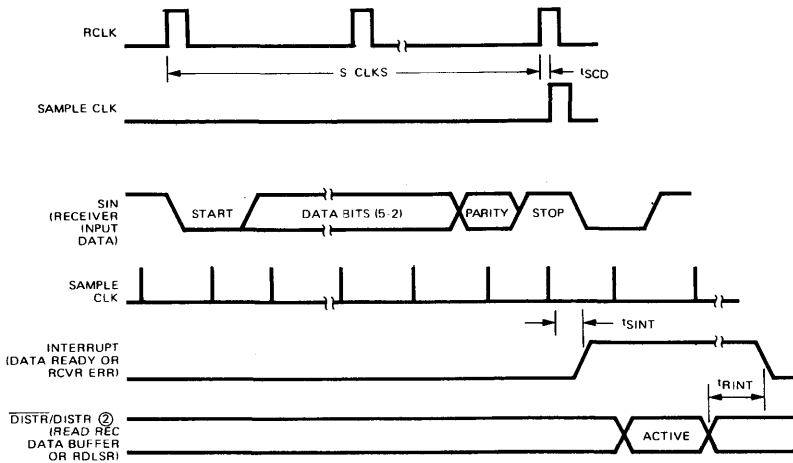 RCLK
S CLKS
tSCD
SAMPLE CLK
SIN
(RECEIVER
INPUT
DATA)
START
DATA BITS (5-2)
PARITY
STOP
SAMPLE
CLK
tSINT
INTERRUPT
(DATA READY OR
RCVR ERR)
tRINT
DISTR/DISTR ②
(READ REC
DATA BUFFER
OR RDLSR)
ACTIVE